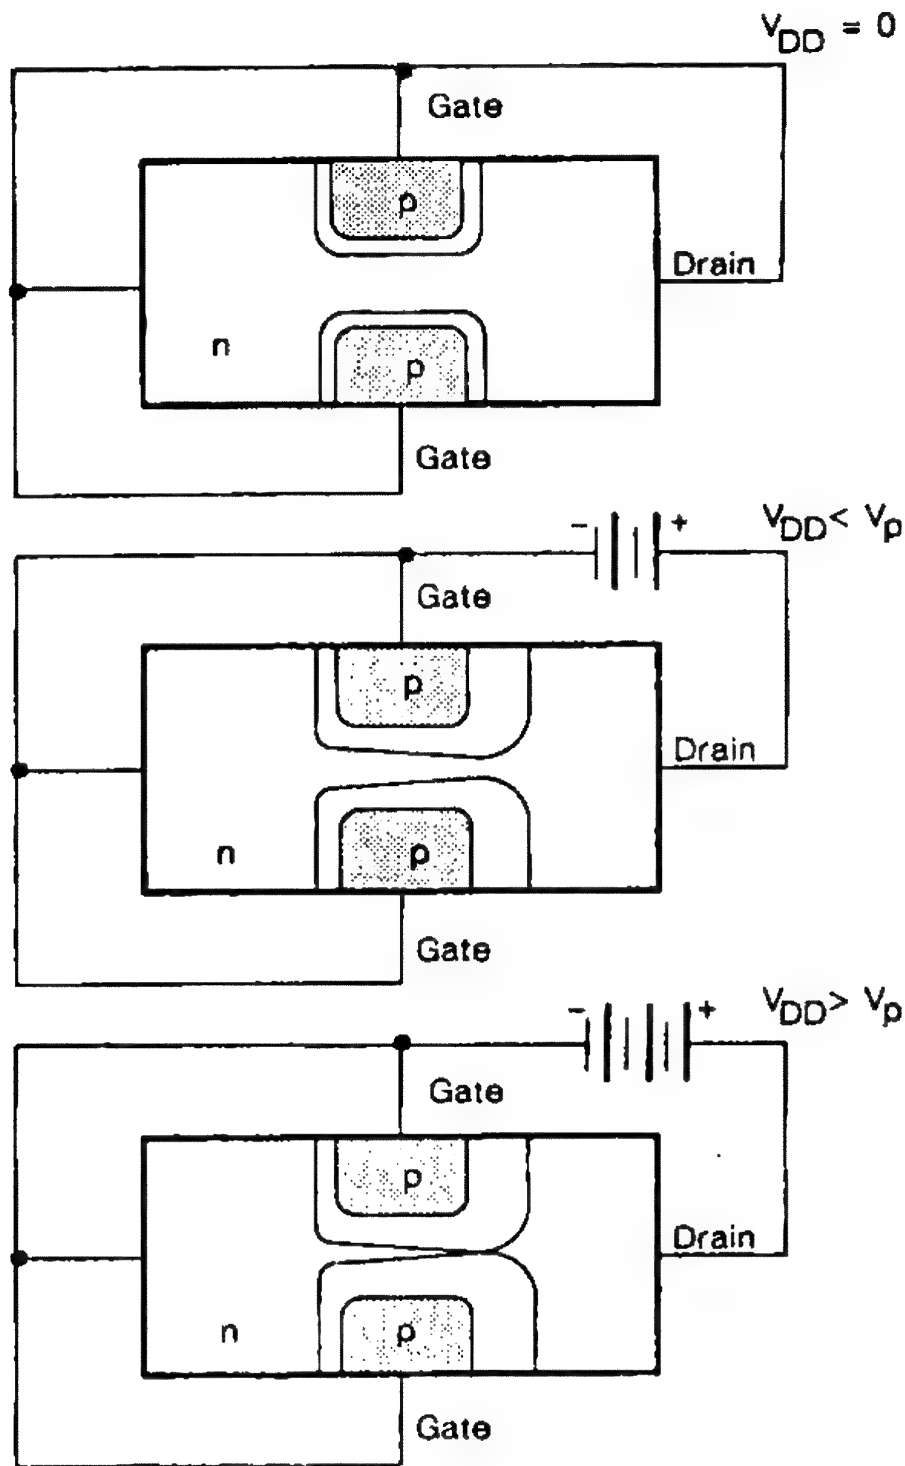 V_DD = 0
Gate
p
Drain
n
p
Gate
- + V_DD < V_p
Gate
p
Drain
n
p
Gate
- + V_DD > V_p
Gate
p
Drain
n
p
Gate